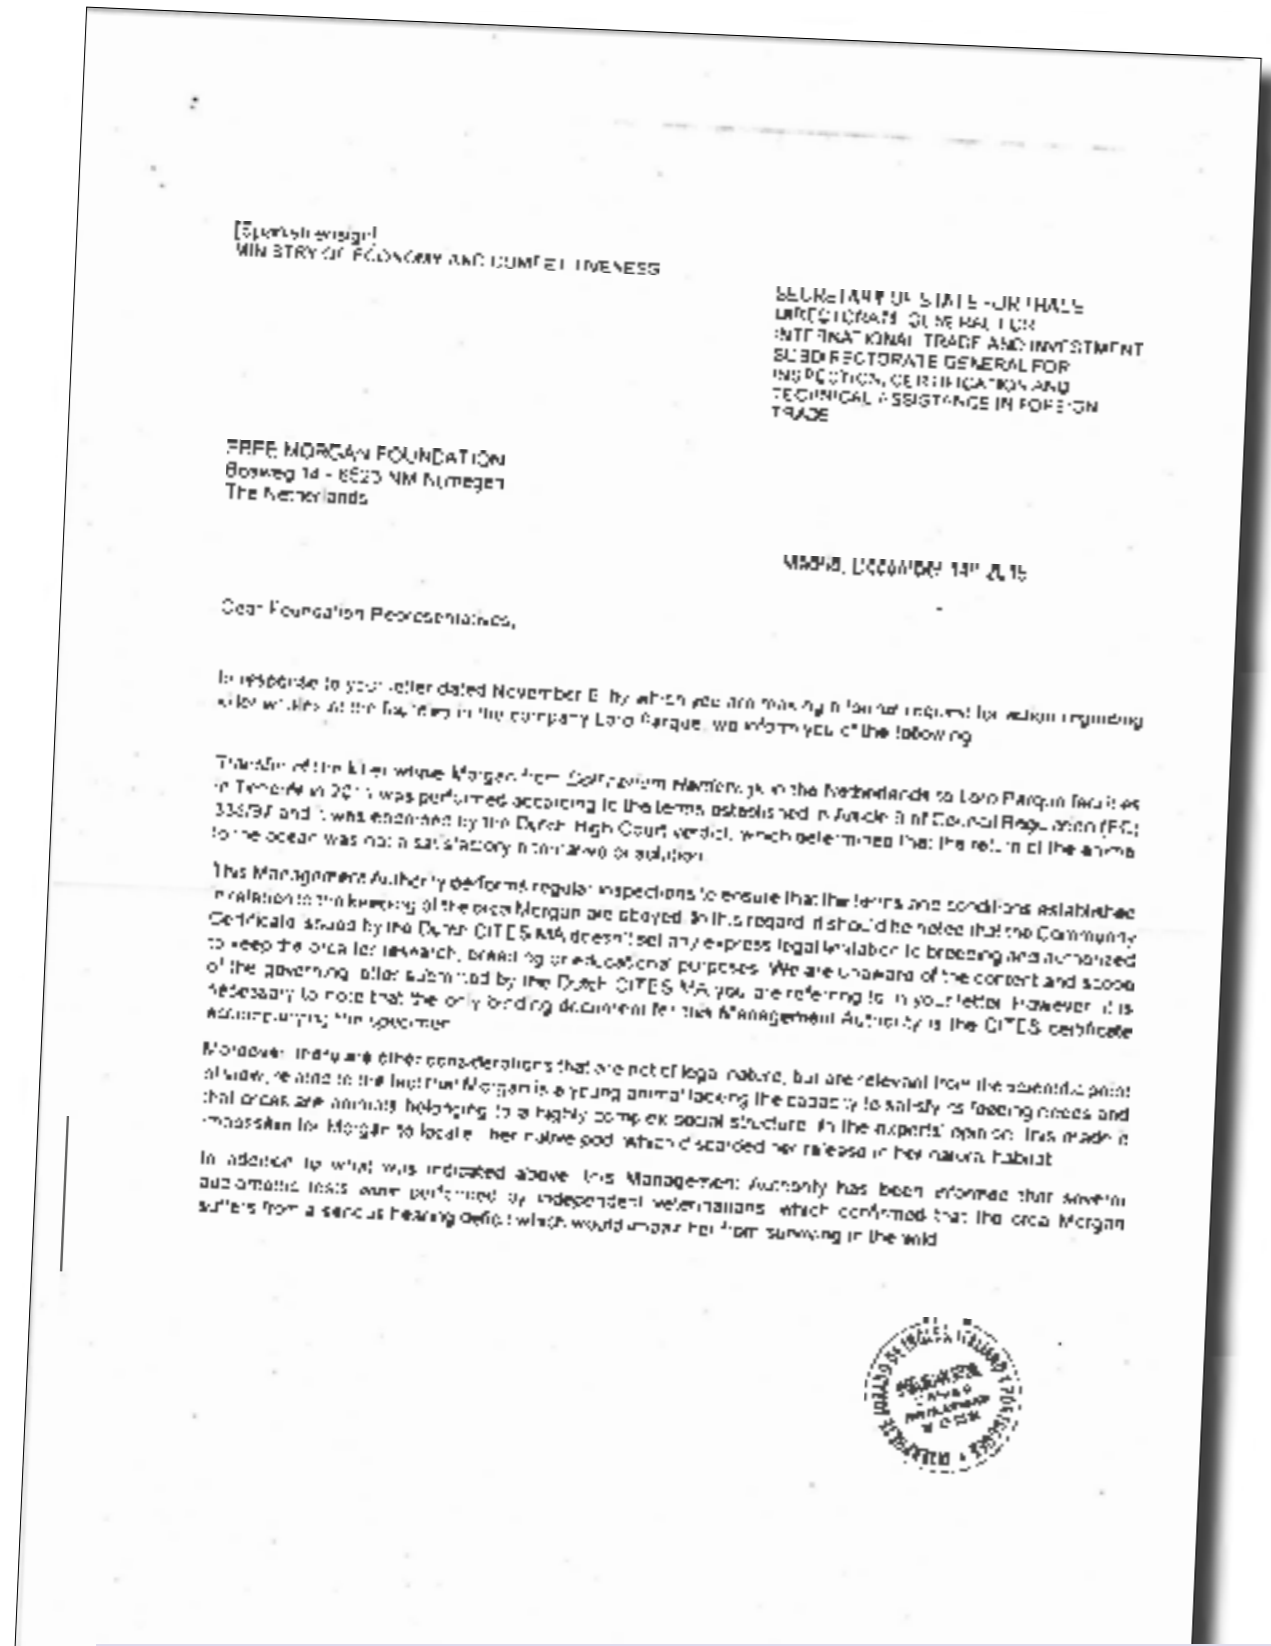 [Spanish ensign]
MINISTRY OF ECONOMY AND COMPETITIVENESS
SECRETARY OF STATE FOR TRADE
DIRECTORATE GENERAL FOR
INTERNATIONAL TRADE AND INVESTMENT
SUBDIRECTORATE GENERAL FOR
INSPECTION, CERTIFICATION AND
TECHNICAL ASSISTANCE IN FOREIGN
TRADE
FREE MORGAN FOUNDATION
Bosweg 14 - NM Nijmegen
The Netherlands
Madrid, December 14th 2015
Dear Foundation Representatives,
In response to your letter dated November by which you are making a formal request for action regarding
killer whales at the facilities in the company Loro Parque, we inform you of the following
Transfer of the killer whale Morgan from Dolfinarium Harderwijk in the Netherlands to Loro Parque facilities
in Tenerife in 2011 was performed according to the terms established in Article of Council Regulation (EC)
338/97 and it was endorsed by the Dutch High Court verdict, which determined that the return of the animal
to the ocean was not a satisfactory alternative or solution.
This Management Authority performs regular inspections to ensure that the terms and conditions established
in relation to the keeping of the orca Morgan are obeyed. In this regard, it should be noted that the Community
Certificate issued by the Dutch CITES MA doesn't set any express legal limitation to breeding and authorized
to keep the orca for research, breeding or educational purposes. We are unaware of the content and scope
of the governing letter submitted by the Dutch CITES MA you are referring to in your letter. However, it is
necessary to note that the only binding document for this Management Authority is the CITES certificate
accompanying the specimen.
Moreover, there are other considerations that are not of legal nature, but are relevant from the scientific point
of view, related to the fact that Morgan is a young animal lacking the capacity to satisfy its feeding needs and
that orcas are animals belonging to a highly complex social structure. In the experts' opinion, this made it
impossible for Morgan to locate her native pod, which discarded her release in her natural habitat.
In addition to what was indicated above, this Management Authority has been informed that several
audiometric tests were performed by independent veterinarians, which confirmed that the orca Morgan
suffers from a serious hearing deficit which would impair her from surviving in the wild.
INTERPRETE JURADO DE INGLES, ITALIANO Y PORTUGUES